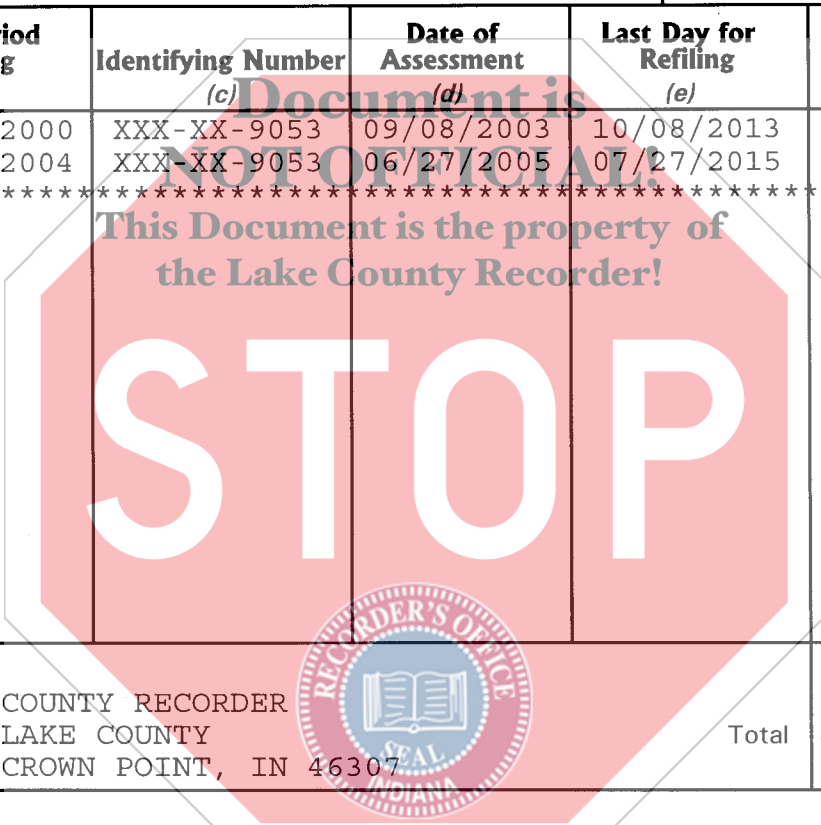 riod
g
Identifying Number
(c)
Date of
Assessment
(d)
Last Day for
Refiling
(e)
Document is
2000 XXX-XX-9053 09/08/2003 10/08/2013
2004 XXX-XX-9053 06/27/2005 07/27/2015
NOT OFFICIAL!
***********************************************
This Document is the property of
the Lake County Recorder!
STOP
RECORDER'S OFFICE
SEAL
INDIANA
COUNTY RECORDER
LAKE COUNTY
CROWN POINT, IN 46307
Total